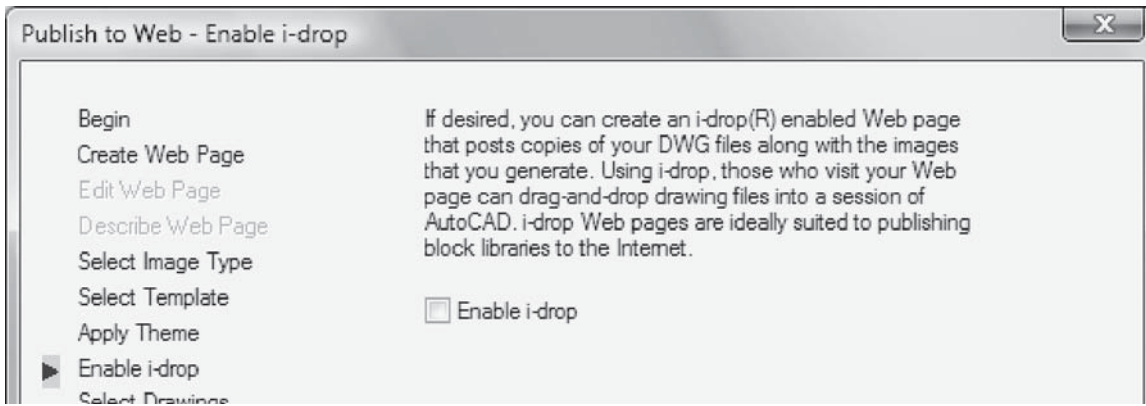 Publish to Web - Enable i-drop
Begin
Create Web Page
Edit Web Page
Describe Web Page
Select Image Type
Select Template
Apply Theme
Enable i-drop
Select Drawings
If desired, you can create an i-drop(R) enabled Web page
that posts copies of your DWG files along with the images
that you generate. Using i-drop, those who visit your Web
page can drag-and-drop drawing files into a session of
AutoCAD. i-drop Web pages are ideally suited to publishing
block libraries to the Internet.
Enable i-drop